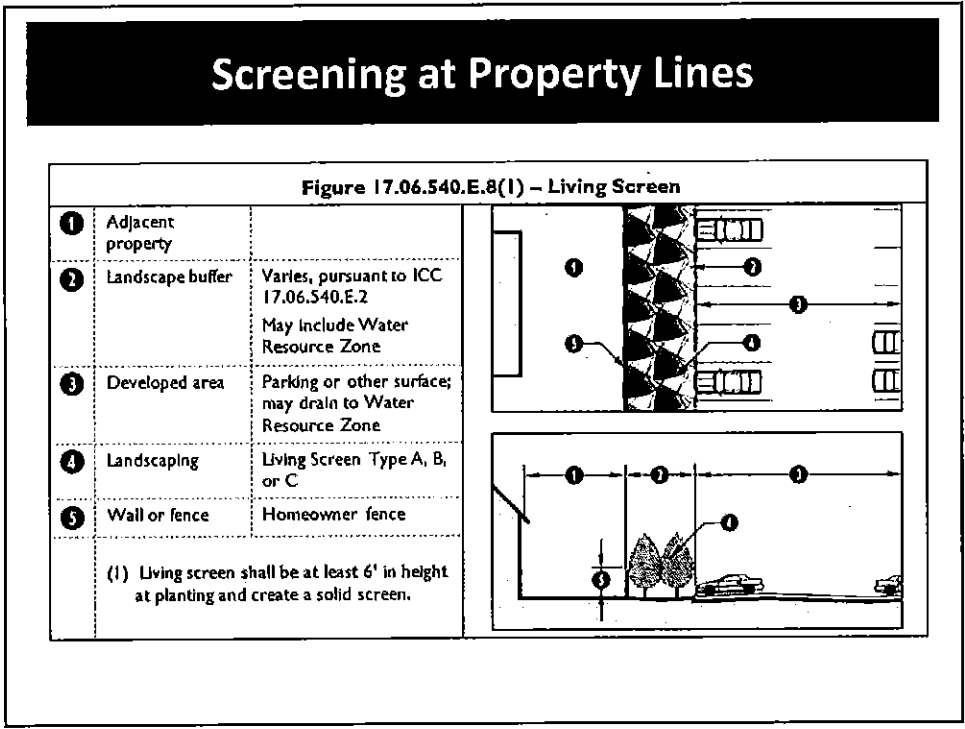 Screening at Property Lines
Figure 17.06.540.E.8(1) – Living Screen
1 Adjacent
property
2 Landscape buffer Varies, pursuant to ICC
17.06.540.E.2
May include Water
Resource Zone
3 Developed area Parking or other surface;
may drain to Water
Resource Zone
4 Landscaping Living Screen Type A, B,
or C
5 Wall or fence Homeowner fence
(1) Living screen shall be at least 6' in height
at planting and create a solid screen.
1 2
3
5 4
1 2 3
4
5